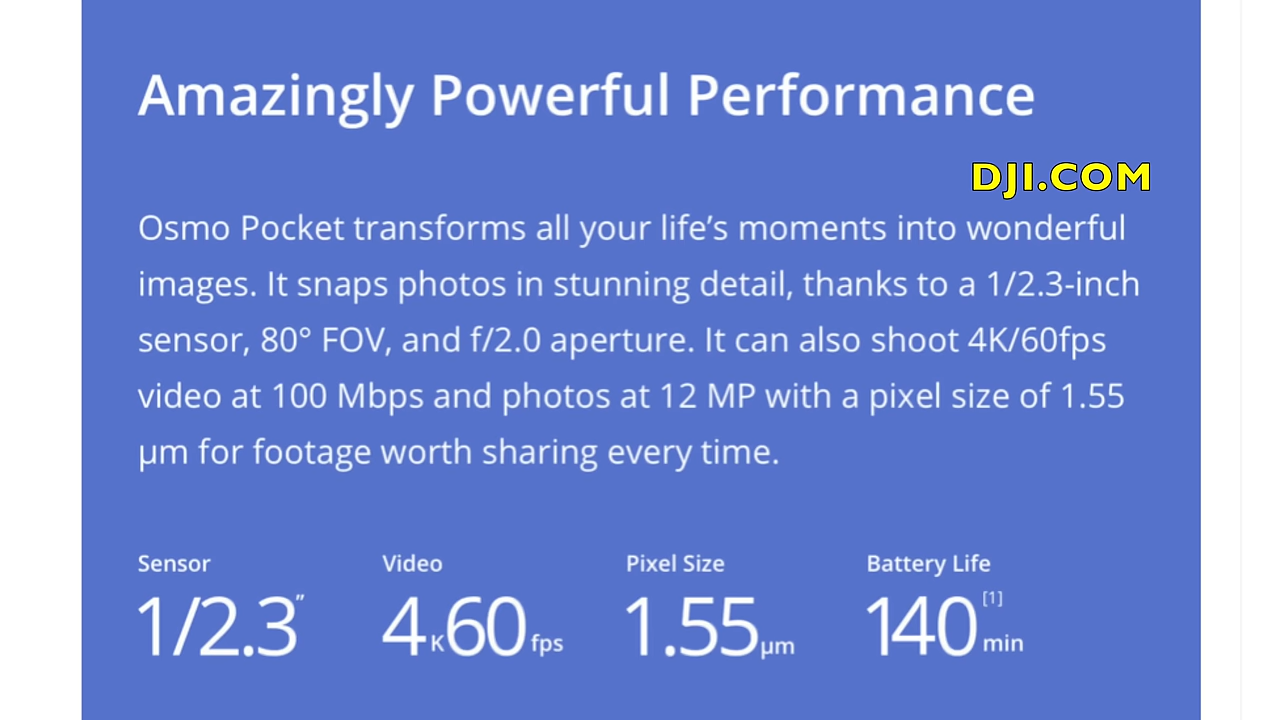 Amazingly Powerful Performance
DJI.COM
Osmo Pocket transforms all your life’s moments into wonderful
images. It snaps photos in stunning detail, thanks to a 1/2.3-inch
sensor, 80° FOV, and f/2.0 aperture. It can also shoot 4K/60fps
video at 100 Mbps and photos at 12 MP with a pixel size of 1.55
μm for footage worth sharing every time.
Sensor Video Pixel Size Battery Life
1/2.3” 4K60fps 1.55μm 140[1] min